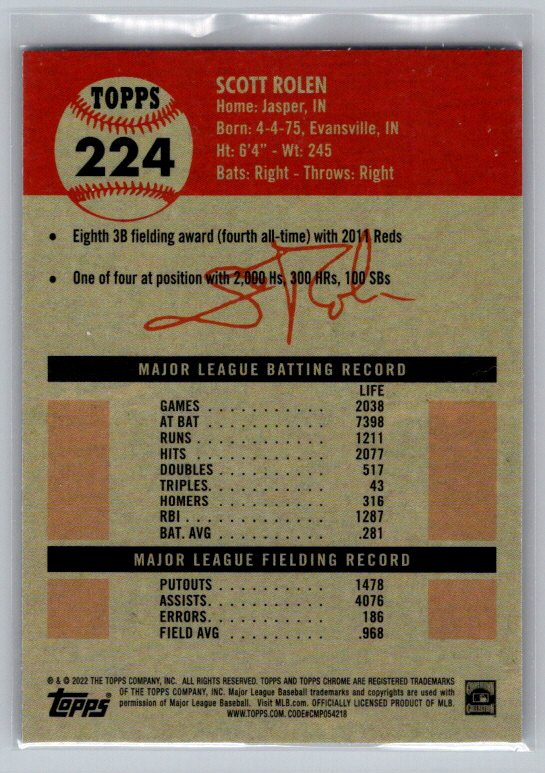 TOPPS
224
SCOTT ROLEN
Home: Jasper, IN
Born: 4-4-75, Evansville, IN
Ht: 6'4" - Wt: 245
Bats: Right - Throws: Right
• Eighth 3B fielding award (fourth all-time) with 2011 Reds
• One of four at position with 2,000 Hs, 300 HRs, 100 SBs
MAJOR LEAGUE BATTING RECORD
LIFE
GAMES . . . . . . . . . . . 2038
AT BAT . . . . . . . . . . . 7398
RUNS . . . . . . . . . . . 1211
HITS . . . . . . . . . . . 2077
DOUBLES . . . . . . . . . . 517
TRIPLES. . . . . . . . . . . 43
HOMERS . . . . . . . . . . 316
RBI . . . . . . . . . . . . 1287
BAT. AVG . . . . . . . . . . .281
MAJOR LEAGUE FIELDING RECORD
PUTOUTS . . . . . . . . . . 1478
ASSISTS. . . . . . . . . . . 4076
ERRORS. . . . . . . . . . . 186
FIELD AVG . . . . . . . . . .968
® & © 2022 THE TOPPS COMPANY, INC. ALL RIGHTS RESERVED. TOPPS AND TOPPS CHROME ARE REGISTERED TRADEMARKS
OF THE TOPPS COMPANY, INC. Major League Baseball trademarks and copyrights are used with
permission of Major League Baseball. Visit MLB.com. OFFICIALLY LICENSED PRODUCT OF MLB.
WWW.TOPPS.COM. CODE#CMP054218
Topps